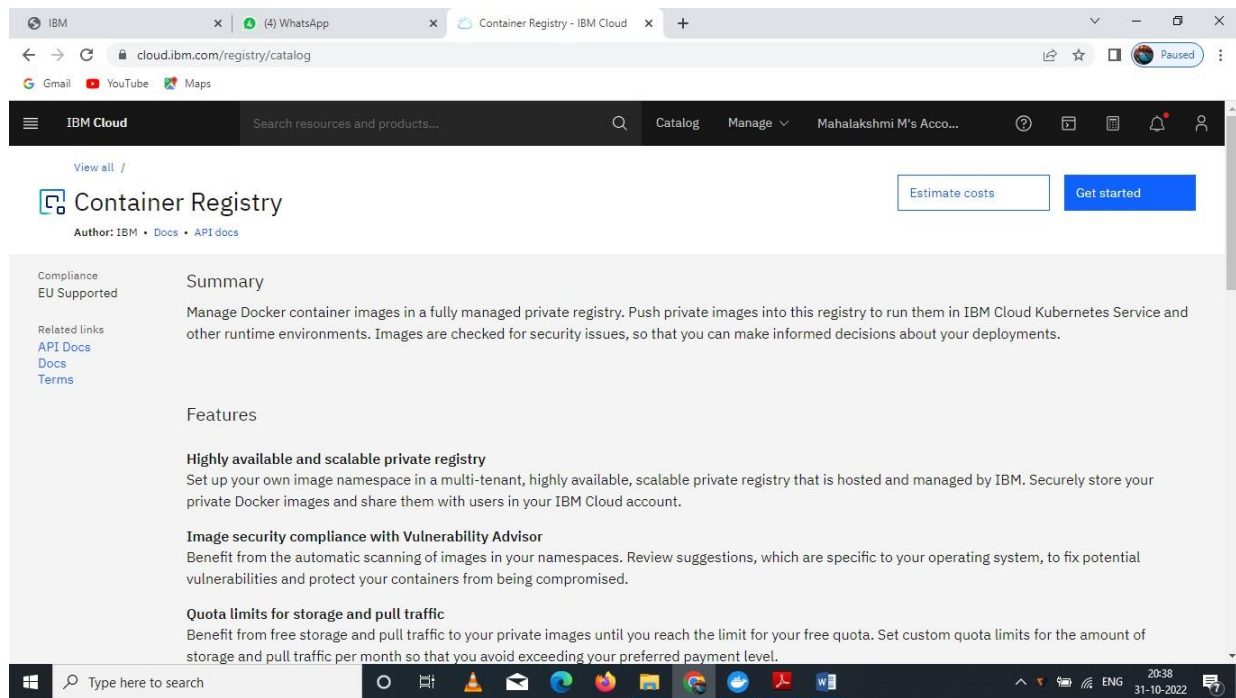 IBM
(4) WhatsApp
Container Registry - IBM Cloud
cloud.ibm.com/registry/catalog
Paused
Gmail
YouTube
Maps
IBM Cloud
Search resources and products...
Catalog
Manage
Mahalakshmi M's Acco...
View all /
Container Registry
Author: IBM • Docs • API docs
Estimate costs
Get started
Compliance
EU Supported
Related links
API Docs
Docs
Terms
Summary
Manage Docker container images in a fully managed private registry. Push private images into this registry to run them in IBM Cloud Kubernetes Service and
other runtime environments. Images are checked for security issues, so that you can make informed decisions about your deployments.
Features
Highly available and scalable private registry
Set up your own image namespace in a multi-tenant, highly available, scalable private registry that is hosted and managed by IBM. Securely store your
private Docker images and share them with users in your IBM Cloud account.
Image security compliance with Vulnerability Advisor
Benefit from the automatic scanning of images in your namespaces. Review suggestions, which are specific to your operating system, to fix potential
vulnerabilities and protect your containers from being compromised.
Quota limits for storage and pull traffic
Benefit from free storage and pull traffic to your private images until you reach the limit for your free quota. Set custom quota limits for the amount of
storage and pull traffic per month so that you avoid exceeding your preferred payment level.
Type here to search
ENG
20:38
31-10-2022